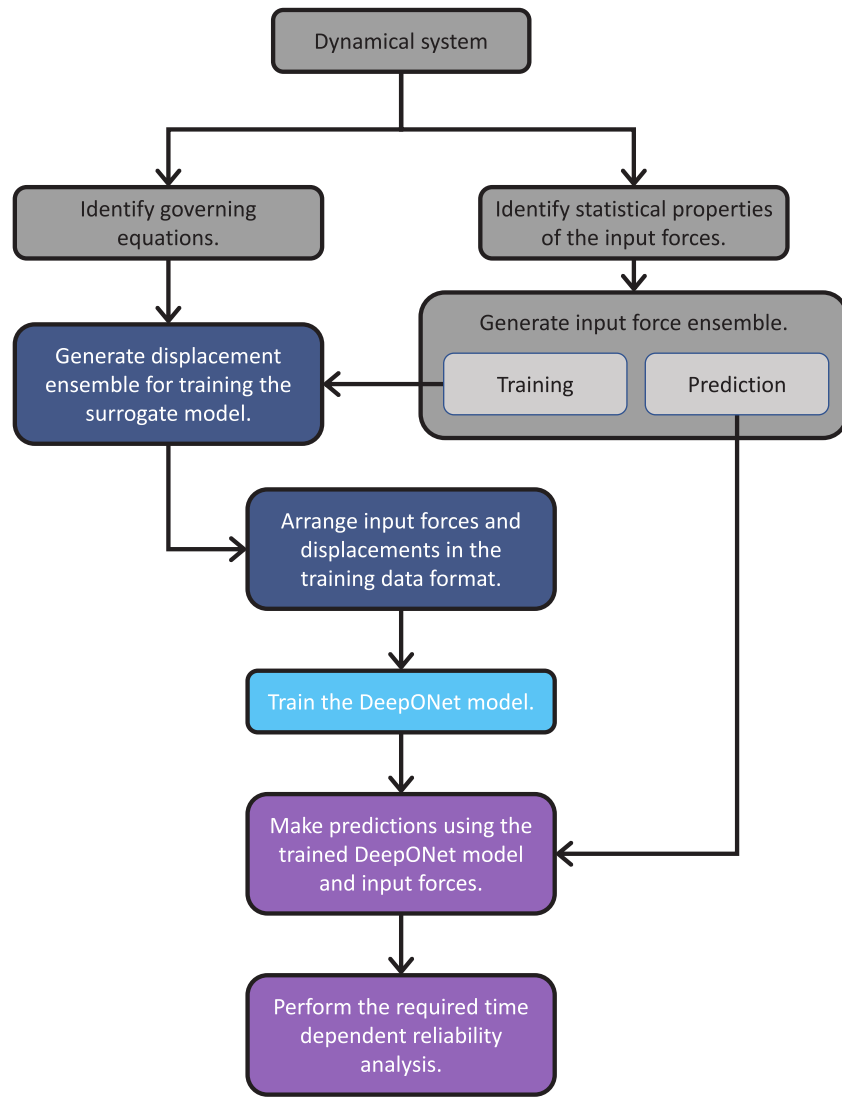 Dynamical system
Identify governing
equations.
Identify statistical properties
of the input forces.
Generate input force ensemble.
Training
Prediction
Generate displacement
ensemble for training the
surrogate model.
Arrange input forces and
displacements in the
training data format.
Train the DeepONet model.
Make predictions using the
trained DeepONet model
and input forces.
Perform the required time
dependent reliability
analysis.